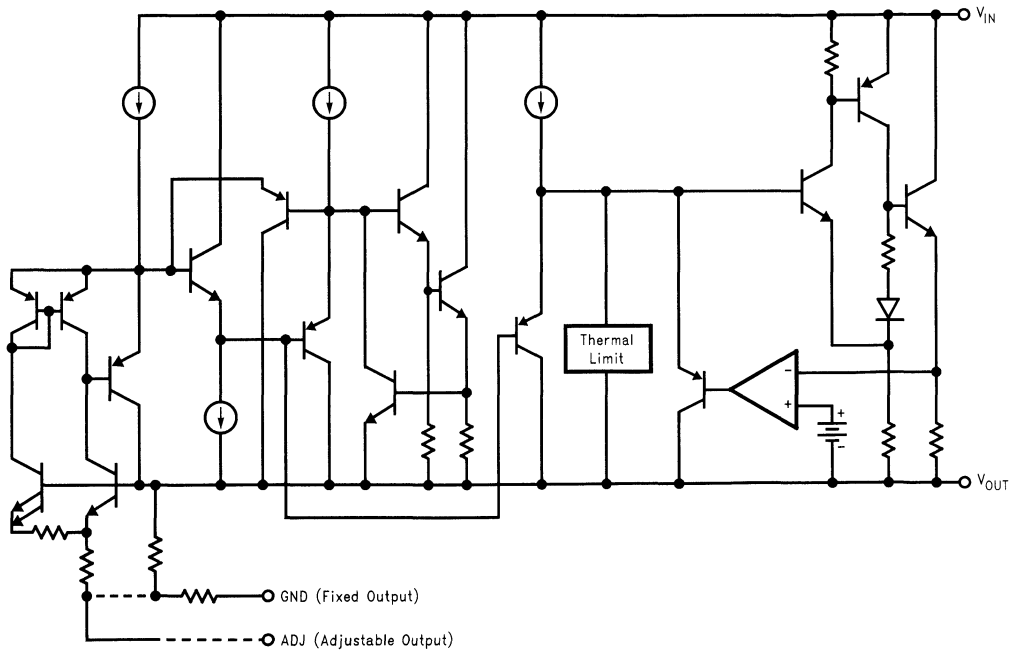 VIN
Thermal
Limit
-
+
+
-
VOUT
GND (Fixed Output)
ADJ (Adjustable Output)